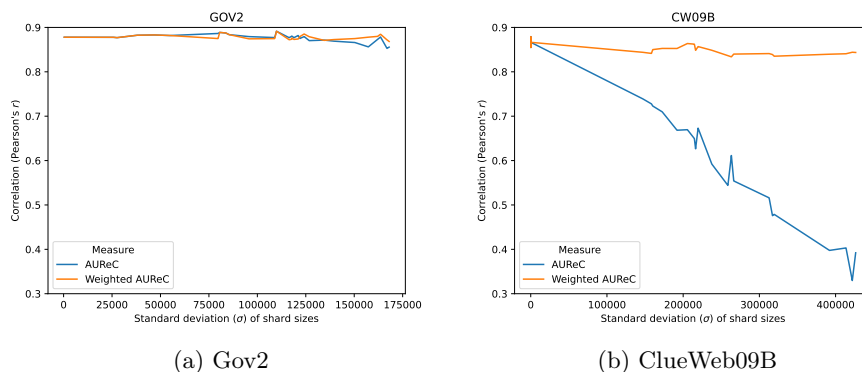 GOV2
0.9
0.8
0.7
0.6
0.5
0.4
0.3
Correlation (Pearson's r)
Measure
AUReC
Weighted AUReC
0 25000 50000 75000 100000 125000 150000 175000
Standard deviation (σ) of shard sizes
(a) Gov2
CW09B
0.9
0.8
0.7
0.6
0.5
0.4
0.3
Correlation (Pearson's r)
Measure
AUReC
Weighted AUReC
0 100000 200000 300000 400000
Standard deviation (σ) of shard sizes
(b) ClueWeb09B